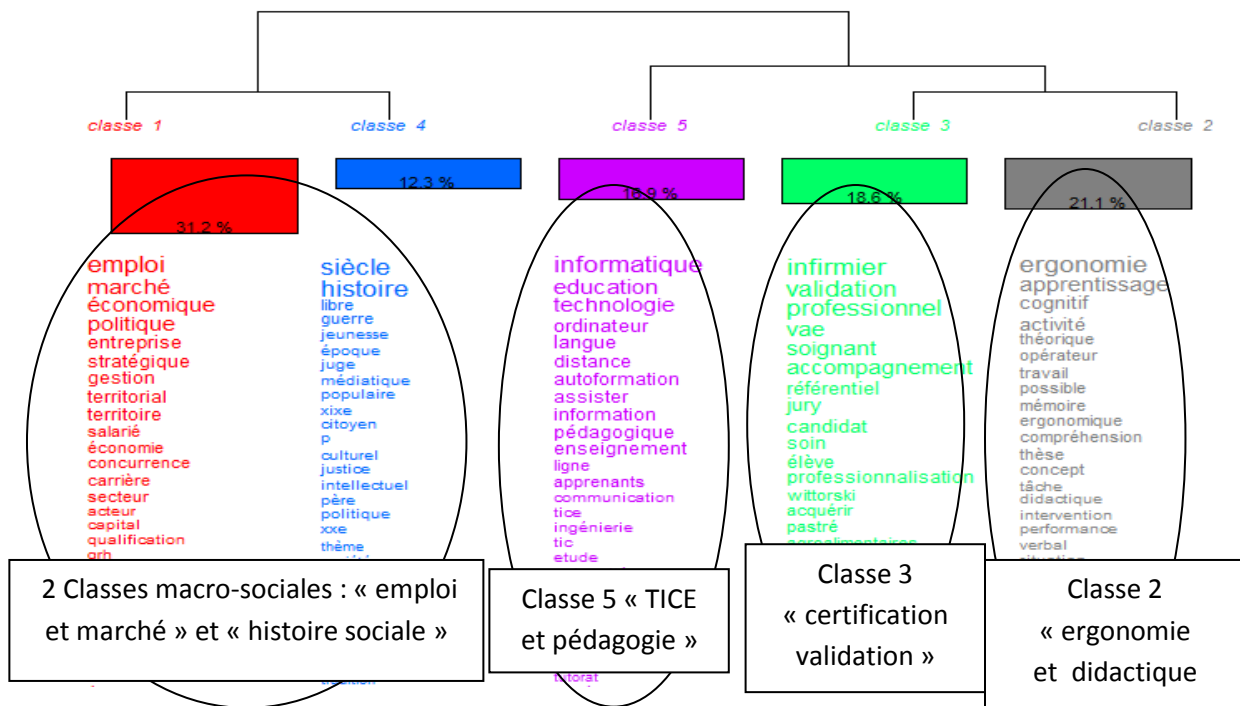 classe 1
classe 4
classe 5
classe 3
classe 2
31.2 %
12.3 %
16.9 %
18.6 %
21.1 %
emploi
marché
économique
politique
entreprise
stratégique
gestion
territorial
territoire
salarié
économie
concurrence
carrière
secteur
acteur
capital
qualification
grh
siècle
histoire
libre
guerre
jeunesse
époque
juge
médiatique
populaire
xixe
citoyen
p
culturel
justice
intellectuel
père
politique
xxe
thème
informatique
education
technologie
ordinateur
langue
distance
autoformation
assister
information
pédagogique
enseignement
ligne
apprenants
communication
tice
ingénierie
tic
etude
tutorat
infirmier
validation
professionnel
vae
soignant
accompagnement
référentiel
jury
candidat
soin
élève
professionnalisation
wittorski
acquérir
pastré
agroalimentaires
ergonomie
apprentissage
cognitif
activité
théorique
opérateur
travail
possible
mémoire
ergonomique
compréhension
thèse
concept
tâche
didactique
intervention
performance
verbal
situation
2 Classes macro-sociales : « emploi
et marché » et « histoire sociale »
Classe 5 « TICE
et pédagogie »
Classe 3
« certification
validation »
Classe 2
« ergonomie
et didactique